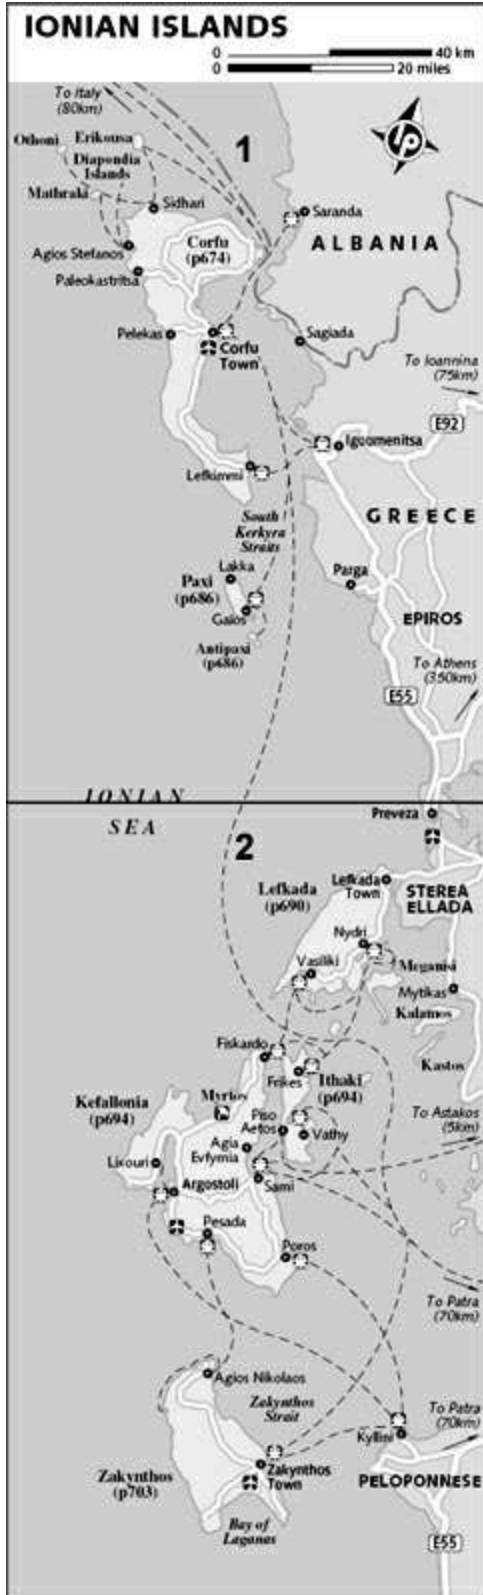 IONIAN ISLANDS
0 40 km
0 20 miles
To Italy
(80km)
Othoni
Erikousa
1
Diapondia
Islands
Mathraki
Sidhari
Saranda
Corfu
(p674)
ALBANIA
Agios Stefanos
Paleokastritsa
Pelekas
Corfu
Town
Sagiada
To Ioannina
(75km)
E92
Igoumenitsa
Lefkimmi
GREECE
South
Kerkyra
Straits
Lakka
Paxi
(p686)
Parga
Gaios
EPIROS
Antipaxi
(p686)
To Athens
(350km)
E55
IONIAN
SEA
Preveza
2
Lefkada
(p690)
Lefkada
Town
STEREA
ELLADA
Nydri
Vasiliki
Meganisi
Mytikas
Kalamos
Fiskardo
Frikes
Kastos
Ithaki
(p694)
Kefallonia
(p694)
Myrtos
Piso
Aetos
Vathy
To Astakos
(5km)
Agia
Evfymia
Lixouri
Sami
Argostoli
Pesada
Poros
To Patra
(70km)
Agios Nikolaos
Zakynthos
Strait
To Patra
(70km)
Kyllini
Zakynthos
(p703)
Zakynthos
Town
PELOPONNESE
Bay of
Laganas
E55